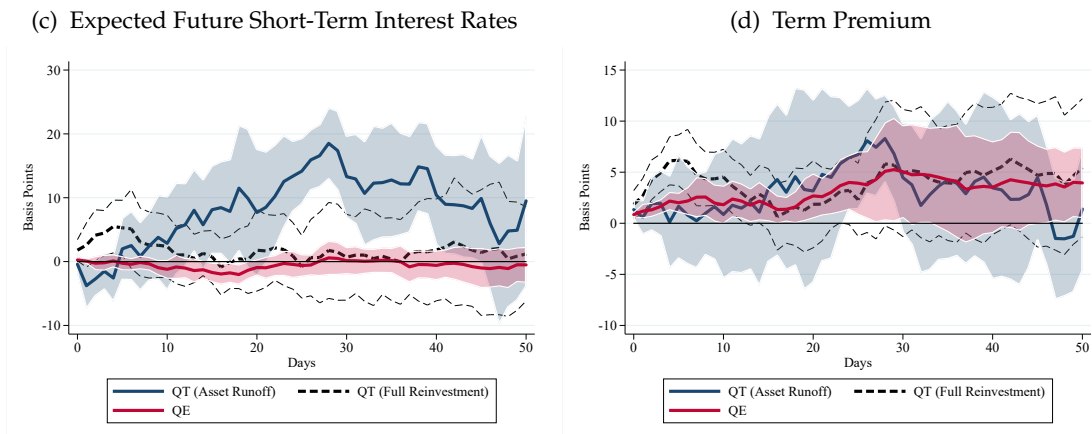 (c) Expected Future Short-Term Interest Rates
30
20
10
0
-10
Basis Points
0 10 20 30 40 50
Days
QT (Asset Runoff) QT (Full Reinvestment)
QE
(d) Term Premium
15
10
5
0
-5
-10
Basis Points
0 10 20 30 40 50
Days
QT (Asset Runoff) QT (Full Reinvestment)
QE